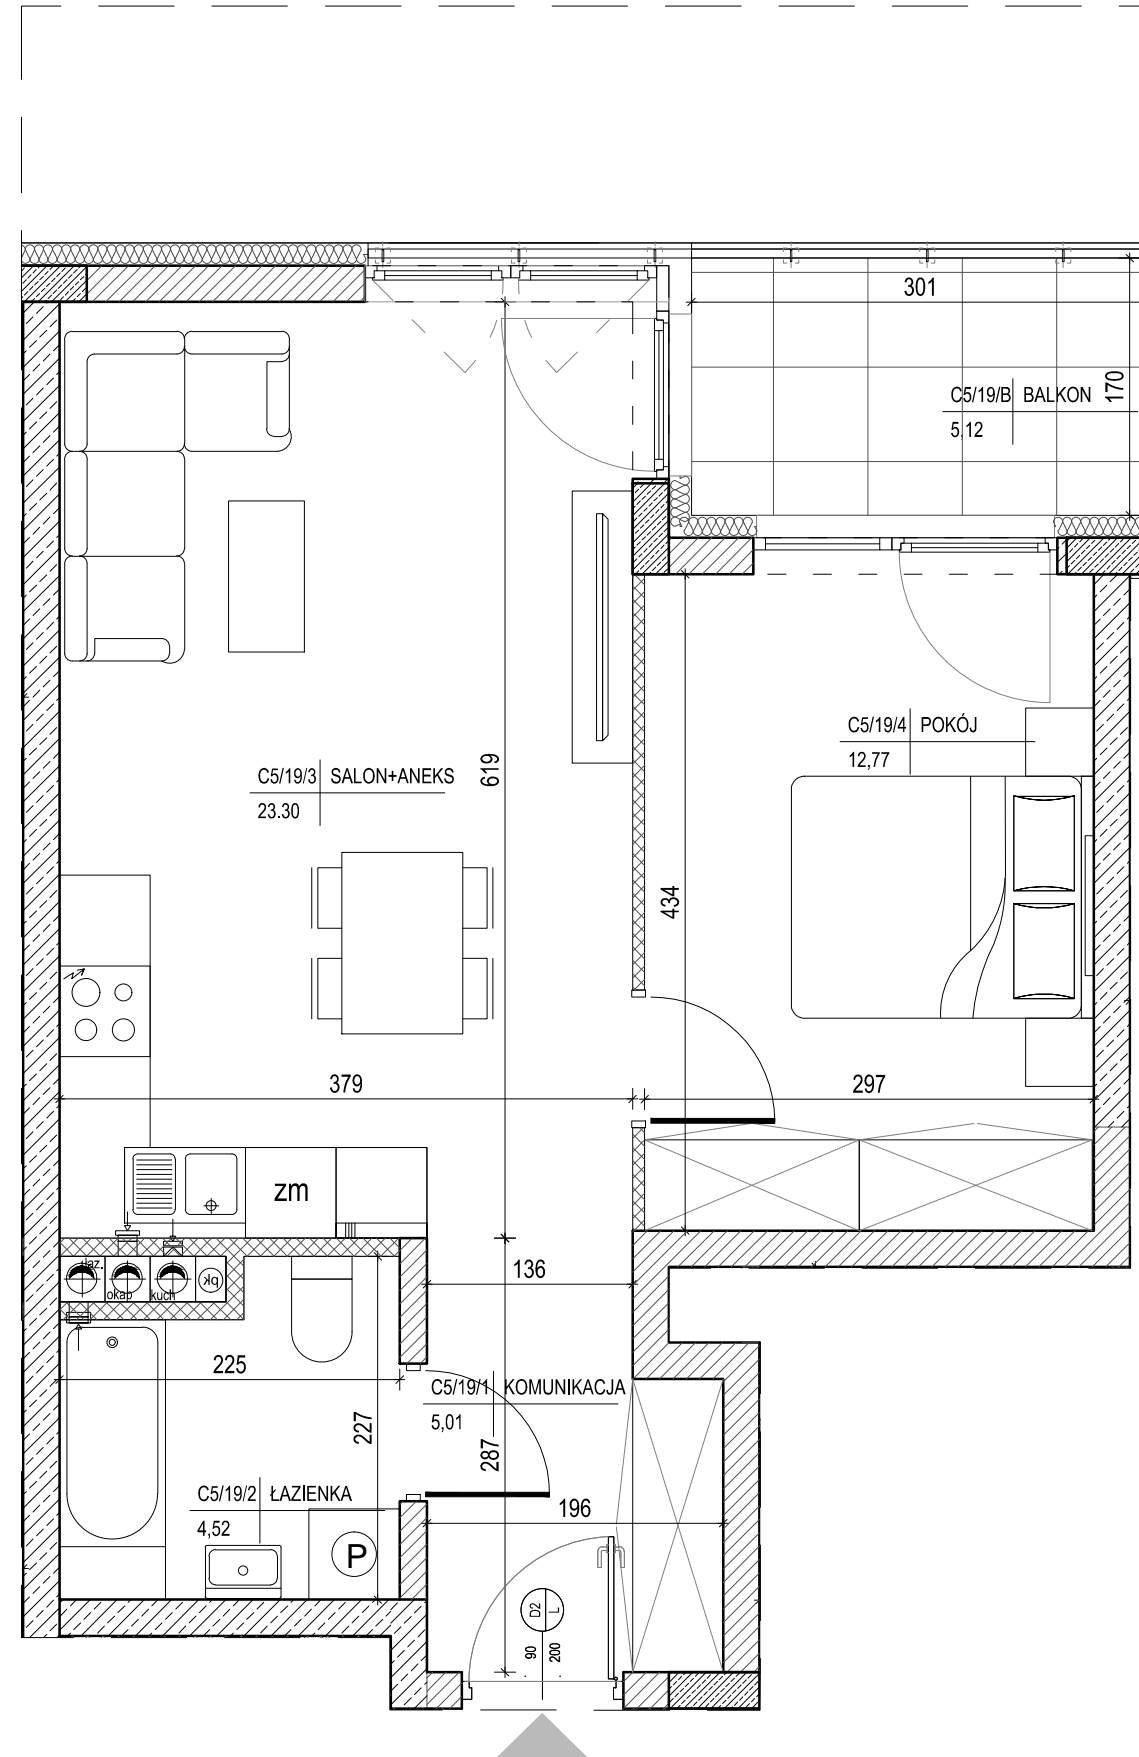 301
170
C5/19/B BALKON
5,12
C5/19/4 POKÓJ
12,77
C5/19/3 SALON+ANEKS
23.30
619
434
379
297
zm
łaz.
okap
kuch
pk
136
225
227
C5/19/1 KOMUNIKACJA
5,01
287
C5/19/2 ŁAZIENKA
4,52
196
P
D2
L
90
200